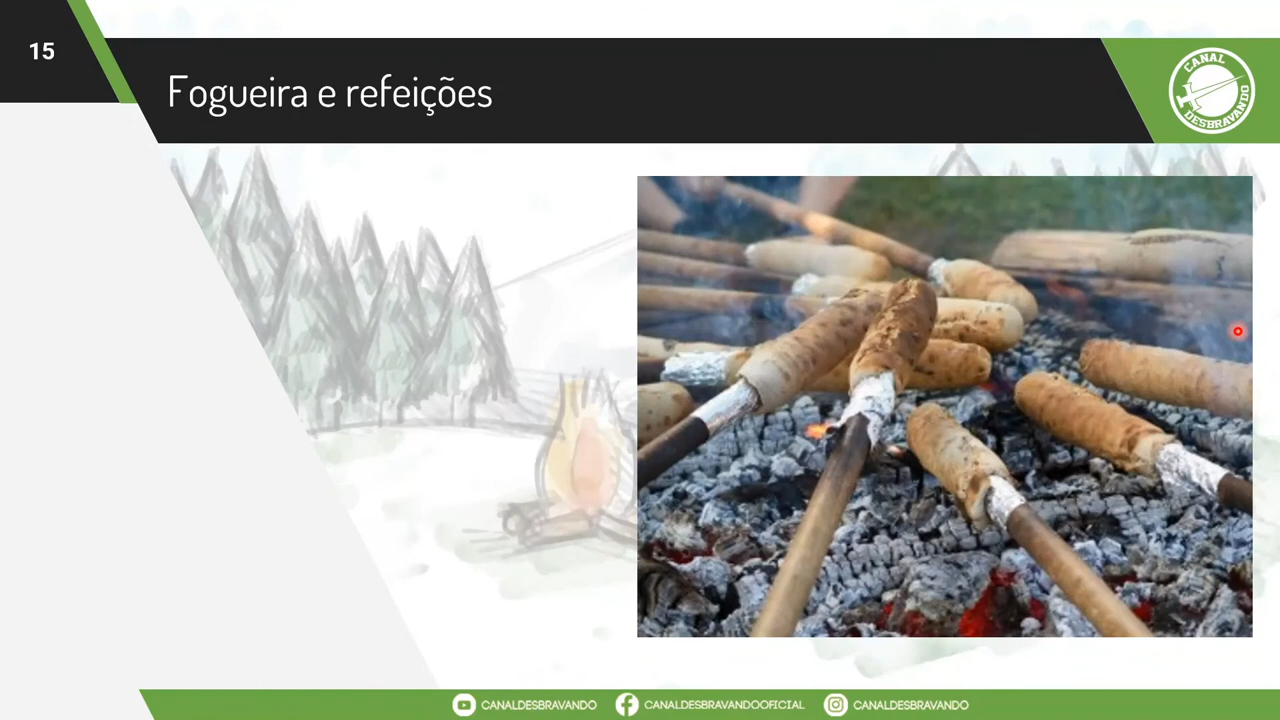 15
Fogueira e refeições
CANAL
DESBRAVANDO
CANALDESBRAVANDO
CANALDESBRAVANDOOFICIAL
CANALDESBRAVANDO